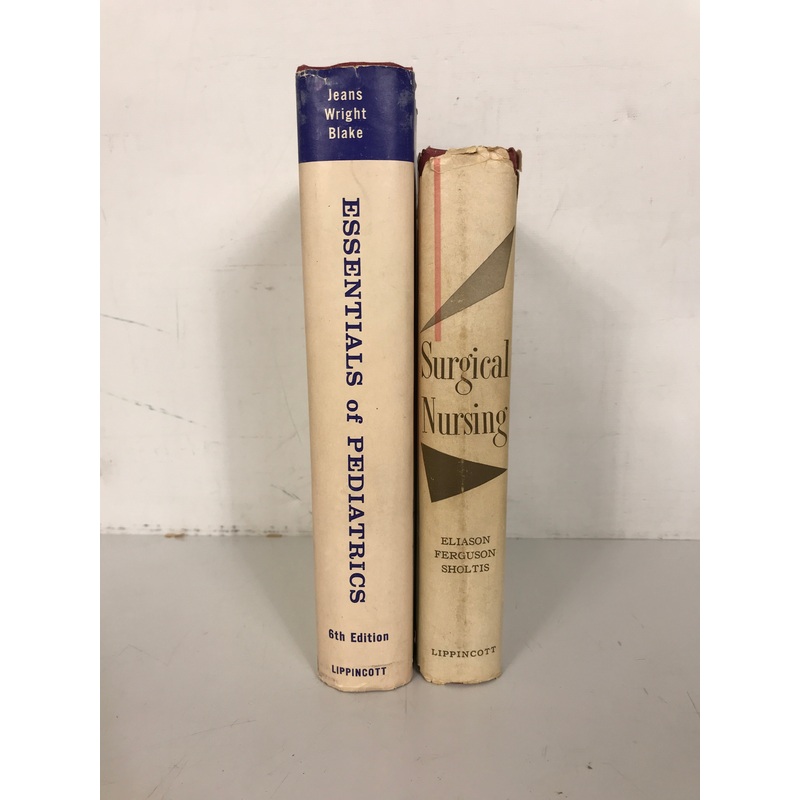 Jeans
Wright
Blake
ESSENTIALS of PEDIATRICS
6th Edition
LIPPINCOTT
Surgical
Nursing
ELIASON
FERGUSON
SHOLTIS
LIPPINCOTT